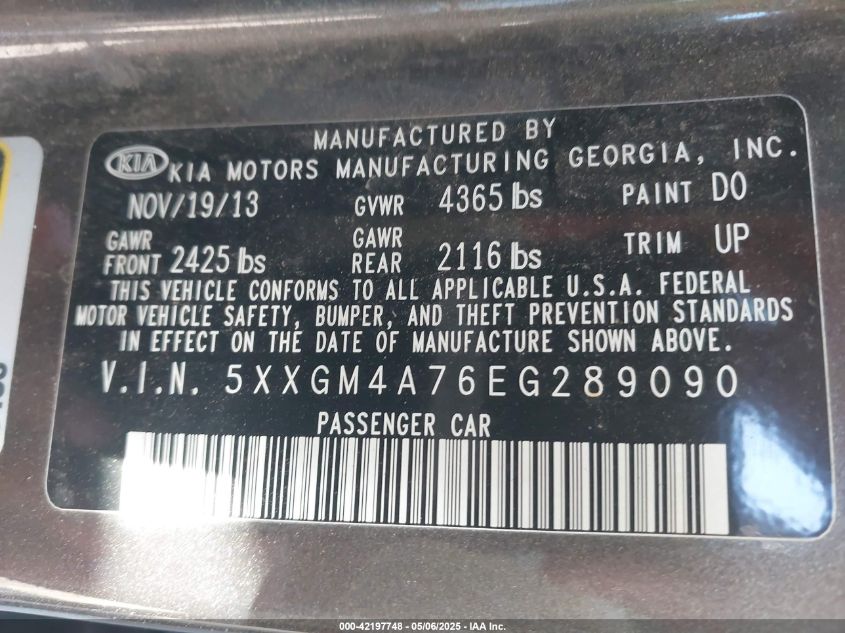 MANUFACTURED BY
KIA KIA MOTORS MANUFACTURING GEORGIA, INC.
NOV/19/13 GVWR 4365 lbs PAINT DO
GAWR FRONT 2425 lbs GAWR REAR 2116 lbs TRIM UP
THIS VEHICLE CONFORMS TO ALL APPLICABLE U.S.A. FEDERAL
MOTOR VEHICLE SAFETY, BUMPER, AND THEFT PREVENTION STANDARDS
IN EFFECT ON THE DATE OF MANUFACTURE SHOWN ABOVE.
V.I.N. 5XXGM4A76EG289090
PASSENGER CAR
000-42197748 - 05/06/2025 - IAA Inc.